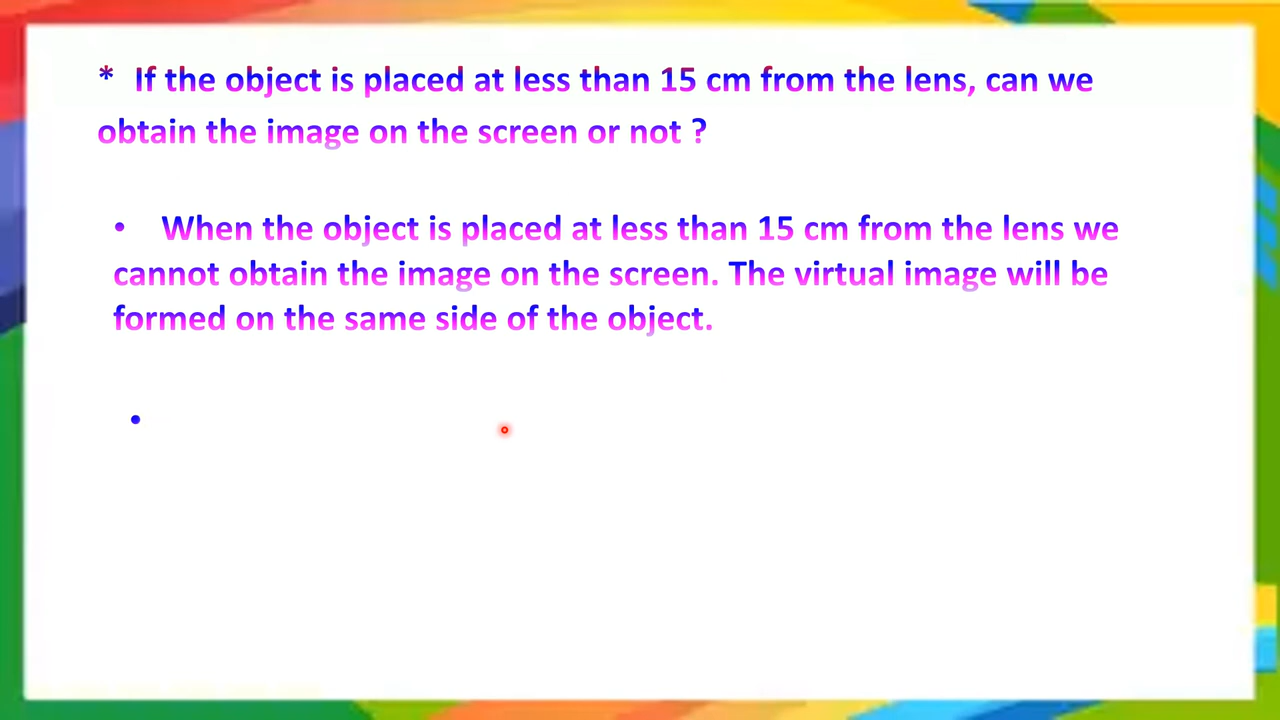 * If the object is placed at less than 15 cm from the lens, can we
obtain the image on the screen or not ?
• When the object is placed at less than 15 cm from the lens we
cannot obtain the image on the screen. The virtual image will be
formed on the same side of the object.
•